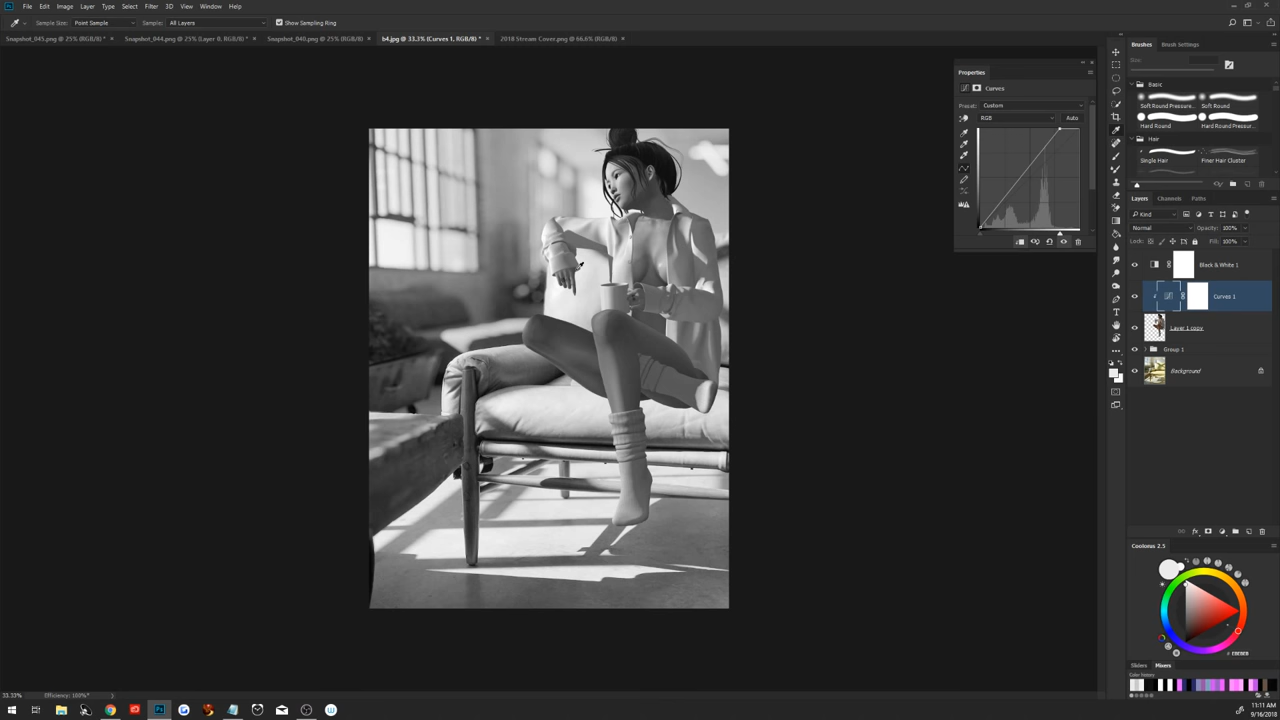 File Edit Image Layer Type Select Filter 3D View Window Help
Sample Size: Point Sample Sample: All Layers Show Sampling Ring
Snapshot_045.png @ 25% (RGB/8) * × Snapshot_044.png @ 25% (Layer 0, RGB/8) * × Snapshot_040.png @ 25% (RGB/8) × b4.jpg @ 33.3% (Curves 1, RGB/8) * × 2018 Stream Cover.png @ 66.6% (RGB/8) ×
Properties
Curves
Preset: Custom
RGB Auto
Brushes Brush Settings
Size:
Basic
Soft Round Pressure... Soft Round
Hard Round Hard Round Pressur...
Hair
Single Hair Finer Hair Cluster
Layers Channels Paths
Kind
Normal Opacity: 100%
Lock: Fill: 100%
Black & White 1
Curves 1
Layer 1 copy
Group 1
Background
fx
Coolorus 2.5
Sliders Mixers
Color history
33.33% Efficiency: 100%*
11:11 AM
9/16/2018